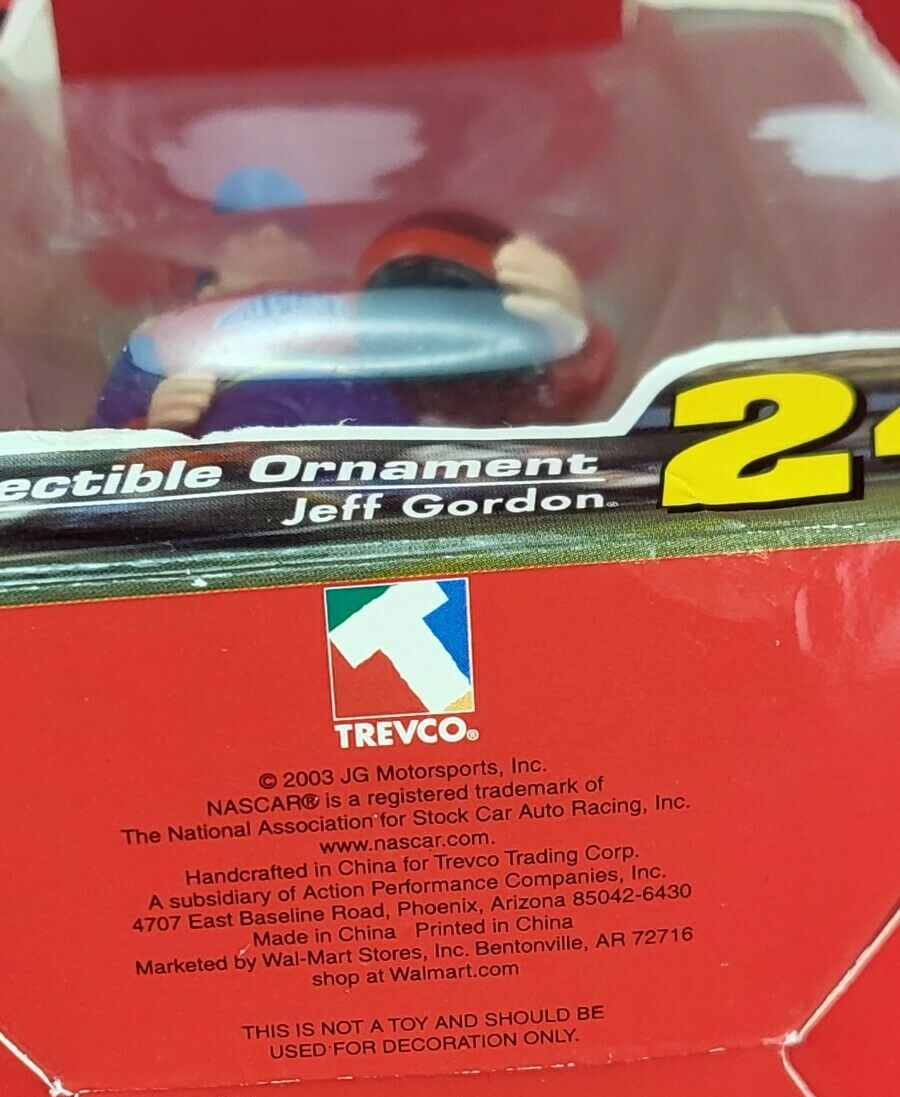 ectible Ornament
Jeff Gordon
24
TREVCO®
© 2003 JG Motorsports, Inc.
NASCAR® is a registered trademark of
The National Association for Stock Car Auto Racing, Inc.
www.nascar.com.
Handcrafted in China for Trevco Trading Corp.
A subsidiary of Action Performance Companies, Inc.
4707 East Baseline Road, Phoenix, Arizona 85042-6430
Made in China Printed in China
Marketed by Wal-Mart Stores, Inc. Bentonville, AR 72716
shop at Walmart.com
THIS IS NOT A TOY AND SHOULD BE
USED FOR DECORATION ONLY.